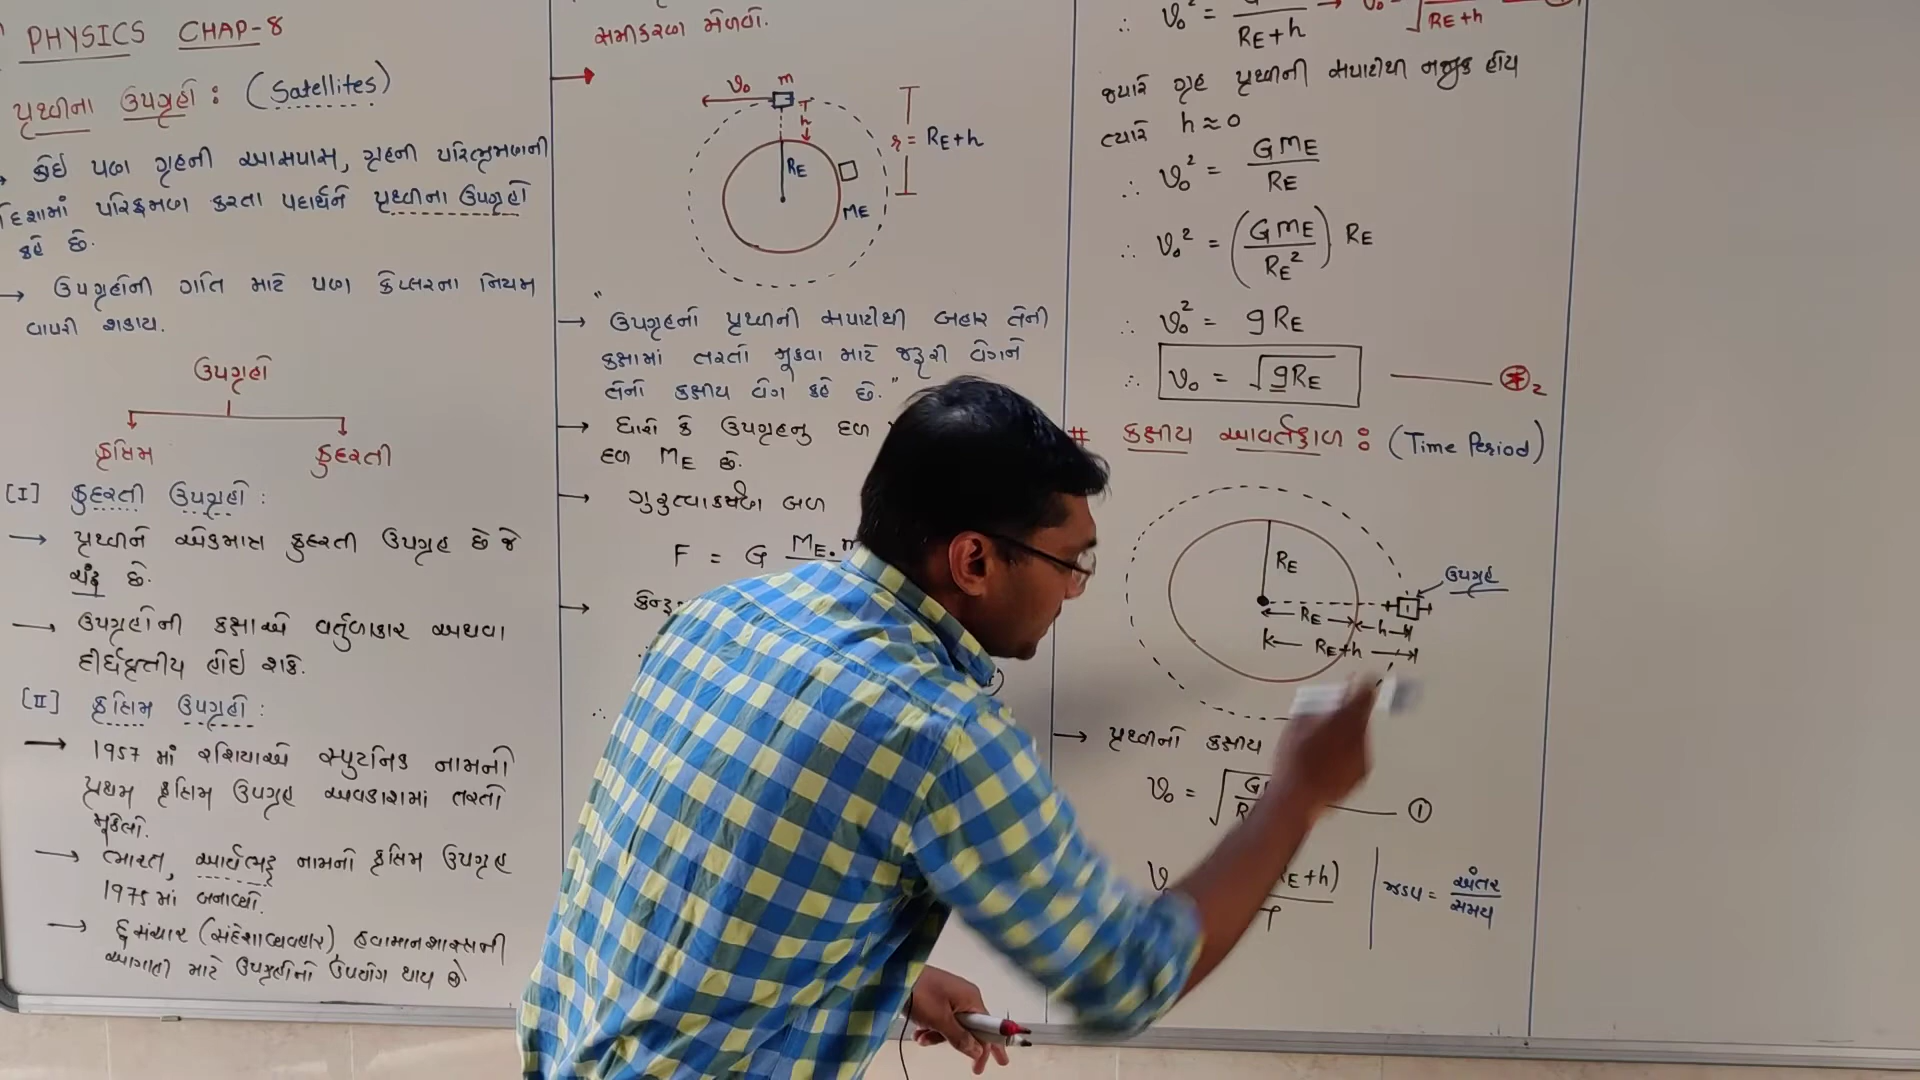 PHYSICS CHAP-8
પૃથ્વીના ઉપગ્રહો : (Satellites)
કોઈ પણ ગ્રહની આસપાસ, ગ્રહની પરિભ્રમણની
દિશામાં પરિક્રમણ કરતા પદાર્થને પૃથ્વીના ઉપગ્રહો
કહે છે.
→ ઉપગ્રહોની ગતિ માટે પણ કેપ્લરના નિયમ
વાપરી શકાય.
ઉપગ્રહો
કૃત્રિમ કુદરતી
[I] કુદરતી ઉપગ્રહો :
→ પૃથ્વીને એકમાત્ર કુદરતી ઉપગ્રહ છે જે
ચંદ્ર છે.
→ ઉપગ્રહોની કક્ષાએ વર્તુળાકાર અથવા
દીર્ઘવૃત્તીય હોઈ શકે.
[II] કૃત્રિમ ઉપગ્રહો :
→ 1957 માં રશિયાએ સ્પુટનિક નામનો
પ્રથમ કૃત્રિમ ઉપગ્રહ અવકાશમાં તરતો
મૂકેલો.
→ ભારત, આર્યભટ્ટ નામનો કૃત્રિમ ઉપગ્રહ
1975 માં બનાવ્યો.
→ દુરસંચાર (સંદેશાવ્યવહાર), હવામાનશાસ્ત્રની
આગાહી માટે ઉપગ્રહોનો ઉપયોગ થાય છે
સમીકરણ મેળવો.
v₀ m
h
r = RE+h
RE
ME
→ "ઉપગ્રહનો પૃથ્વીની સપાટીથી બહાર તેની
કક્ષામાં તરતો મૂકવા માટે જરૂરી વેગને
તેનો કક્ષીય વેગ કહે છે."
→ ધારો કે ઉપગ્રહનુ દળ
દળ ME છે.
→ ગુરુત્વાકર્ષણ બળ
F = G ME.m
→
∴
∴ v₀² = / RE+h → / √RE+h
જ્યારે ગ્રહ પૃથ્વીની સપાટીથી નજીક હોય
ત્યારે h ≈ 0
∴ v₀² = GME / RE
∴ v₀² = (GME / RE²) RE
∴ v₀² = gRE
∴ v₀ = √gRE —— 2
# કક્ષીય આવર્તકાળ : (Time Period)
RE
ઉપગ્રહ
RE h
RE+h
→ પૃથ્વીનો કક્ષીય
v₀ = √G / R —— ①
RE+h) / T
ઝડપ = અંતર / સમય